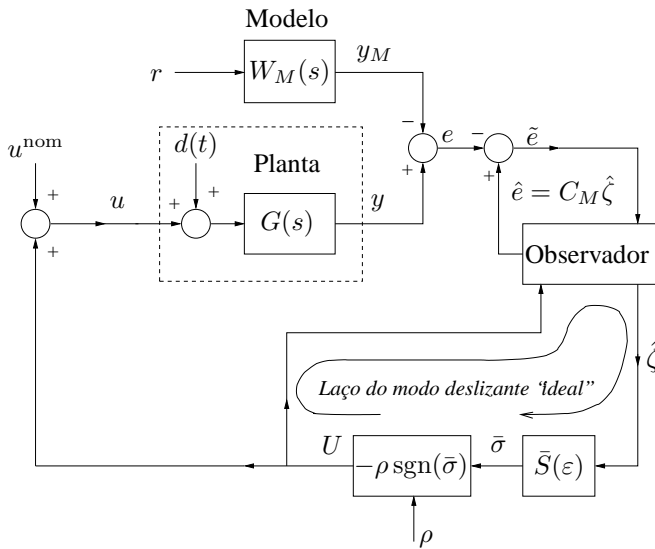 Modelo
r
W_M(s)
y_M
u^nom
d(t)
Planta
e
ẽ
−
−
+
+
+
+
+
+
u
G(s)
y
ê = C_M ζ̂
Observador
Laço do modo deslizante ‘Ideal”
ζ̂
U
−ρ sgn(σ̄)
σ̄
S̄(ε)
ρ